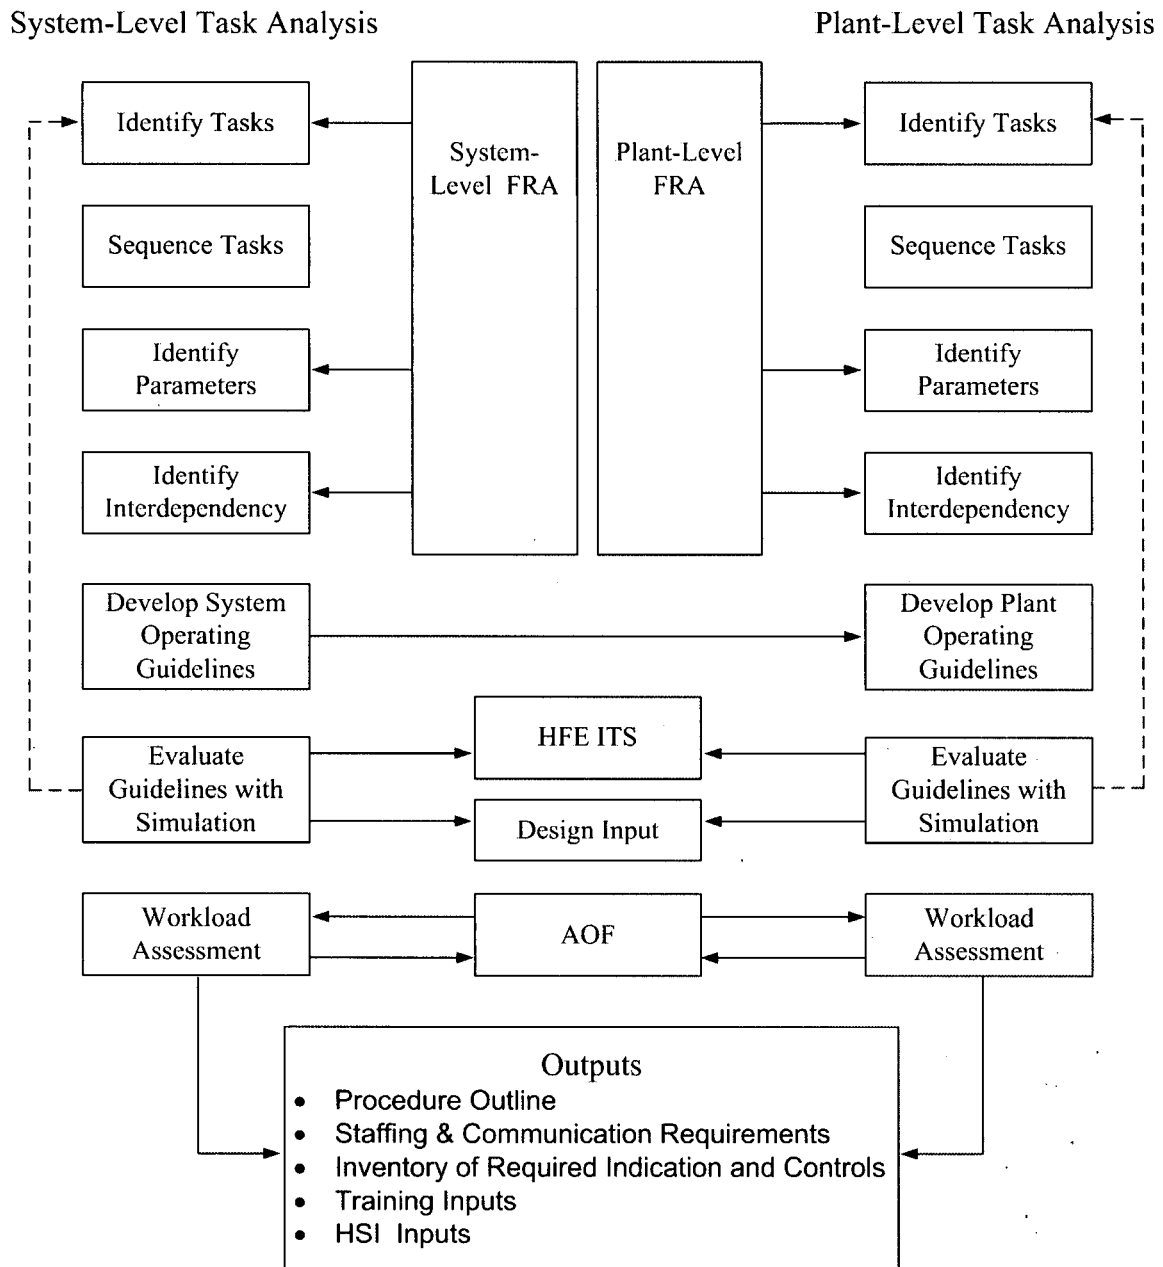 System-Level Task Analysis
Plant-Level Task Analysis
Identify Tasks
System-
Level FRA
Plant-Level
FRA
Identify Tasks
Sequence Tasks
Sequence Tasks
Identify
Parameters
Identify
Parameters
Identify
Interdependency
Identify
Interdependency
Develop System
Operating
Guidelines
Develop Plant
Operating
Guidelines
Evaluate
Guidelines with
Simulation
HFE ITS
Design Input
Evaluate
Guidelines with
Simulation
Workload
Assessment
AOF
Workload
Assessment
Outputs
• Procedure Outline
• Staffing & Communication Requirements
• Inventory of Required Indication and Controls
• Training Inputs
• HSI Inputs